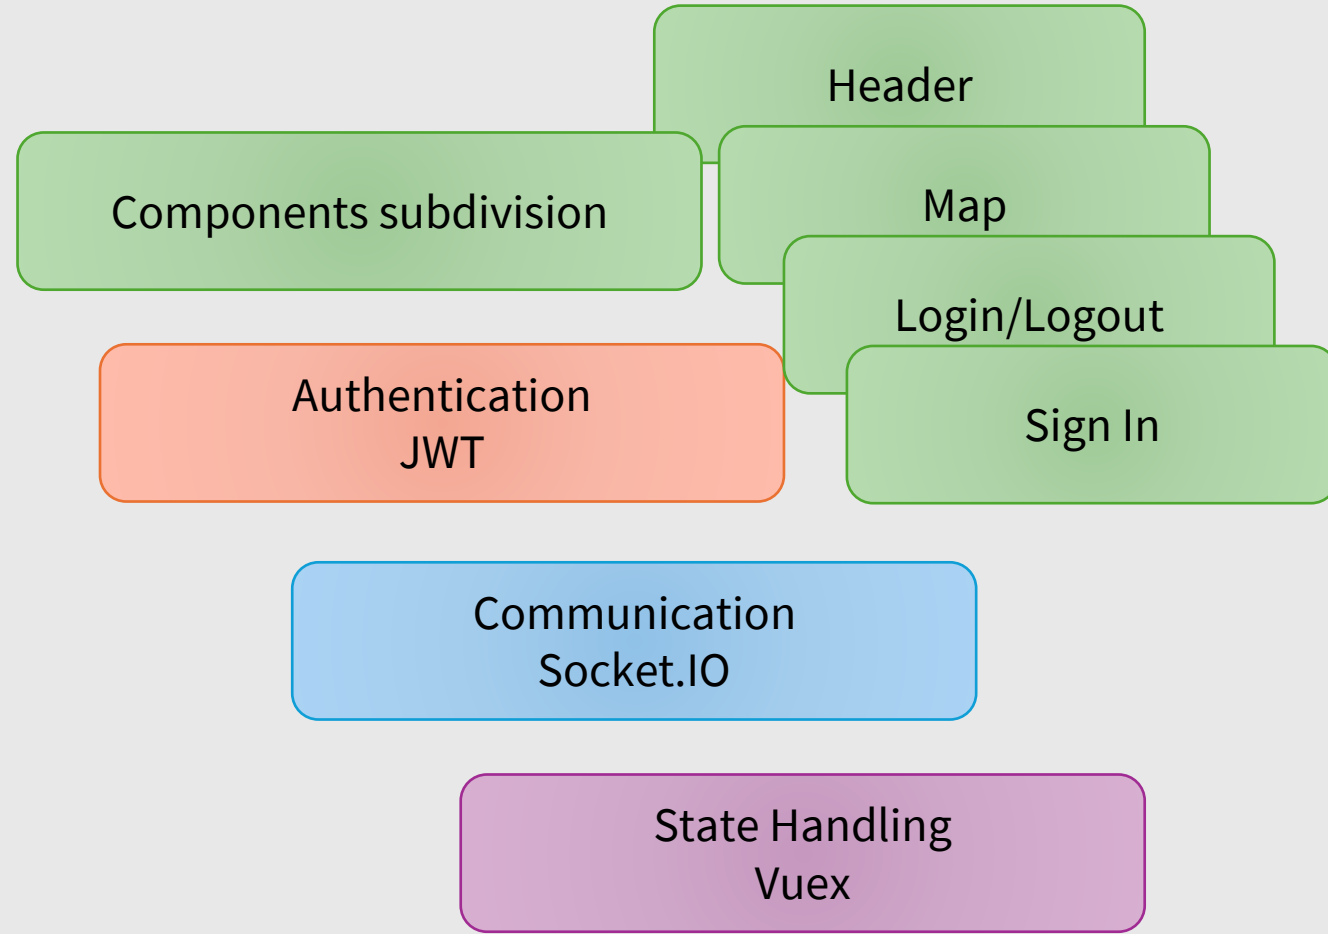 Header
Components subdivision
Map
Login/Logout
Authentication
JWT
Sign In
Communication
Socket.IO
State Handling
Vuex